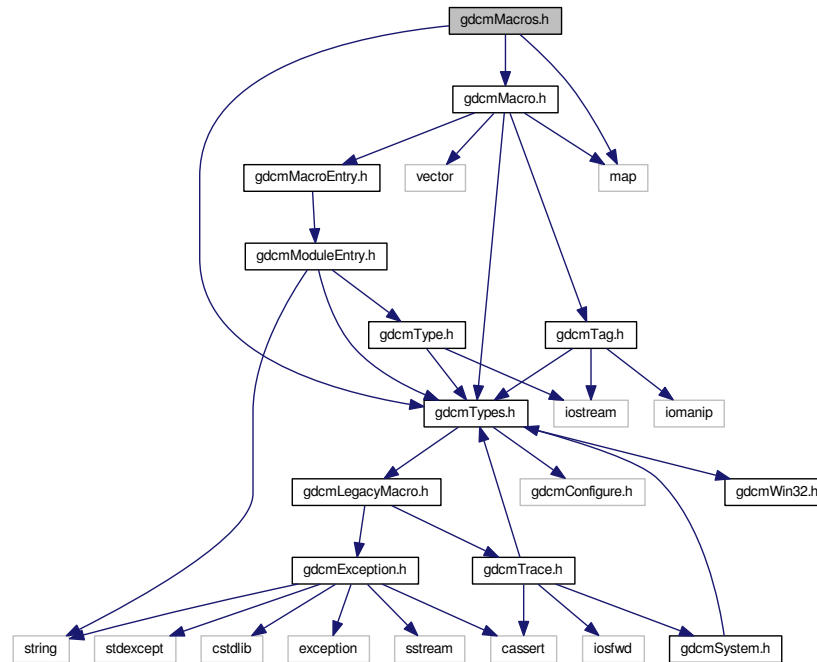 gdcmMacros.h
gdcmMacro.h
gdcmMacroEntry.h
vector
map
gdcmModuleEntry.h
gdcmType.h
gdcmTag.h
gdcmTypes.h
iostream
iomanip
gdcmLegacyMacro.h
gdcmConfigure.h
gdcmWin32.h
gdcmException.h
gdcmTrace.h
string
stdexcept
cstdlib
exception
sstream
cassert
iosfwd
gdcmSystem.h